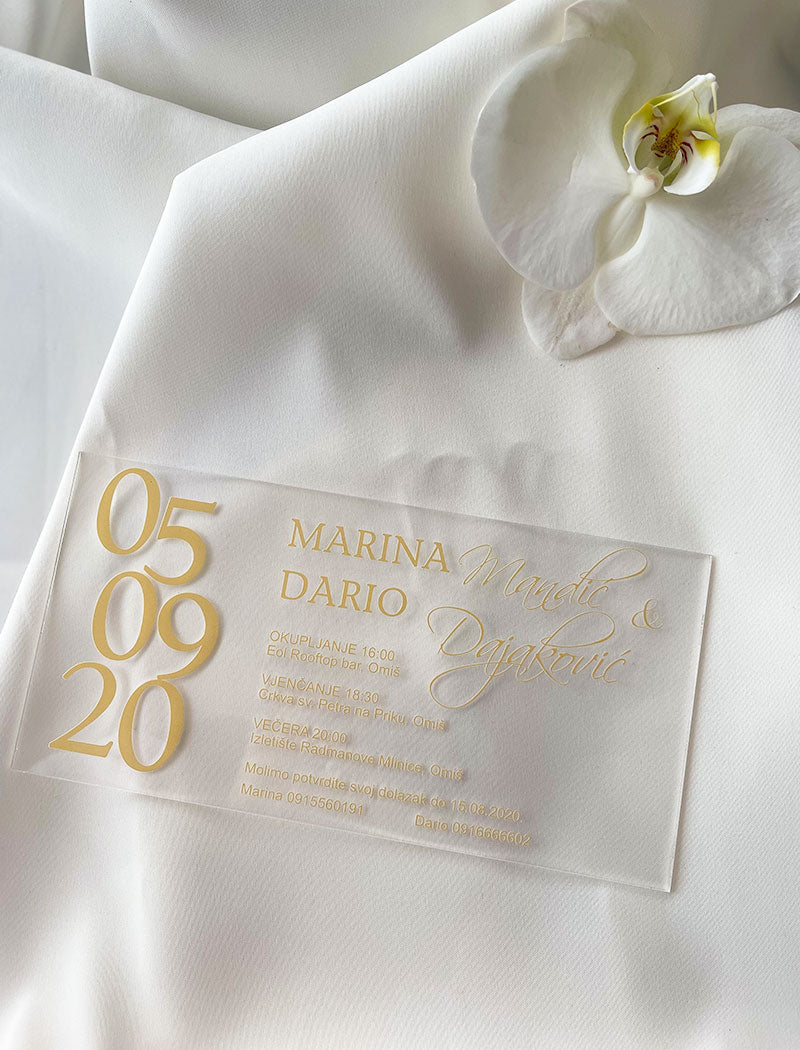 05
09
20
MARINA Mandić &
DARIO Dajaković
OKUPLJANJE 16:00
Eol Rooftop bar, Omiš
VJENČANJE 18:30
Crkva sv. Petra na Priku, Omiš
VEČERA 20:00
Izletište Radmanove Mlinice, Omiš
Molimo potvrdite svoj dolazak do 15.08.2020.
Marina 0915560191 Dario 0916666602